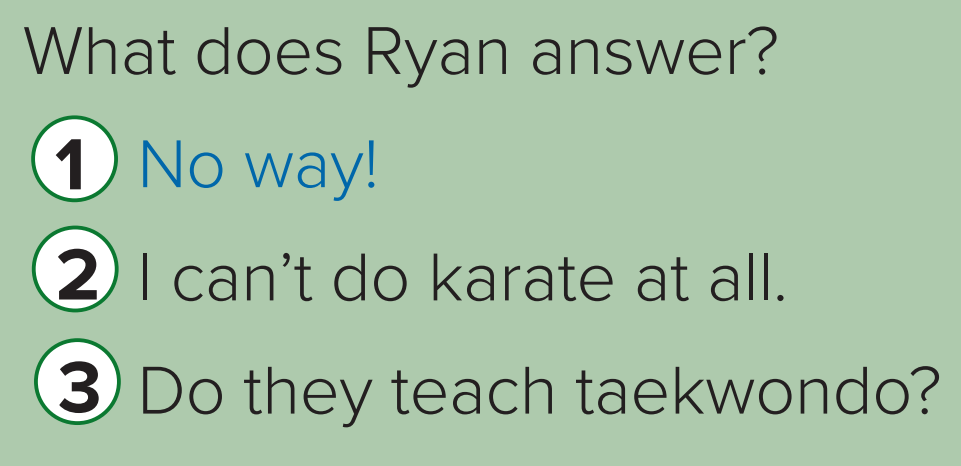 What does Ryan answer?
1 No way!
2 I can’t do karate at all.
3 Do they teach taekwondo?